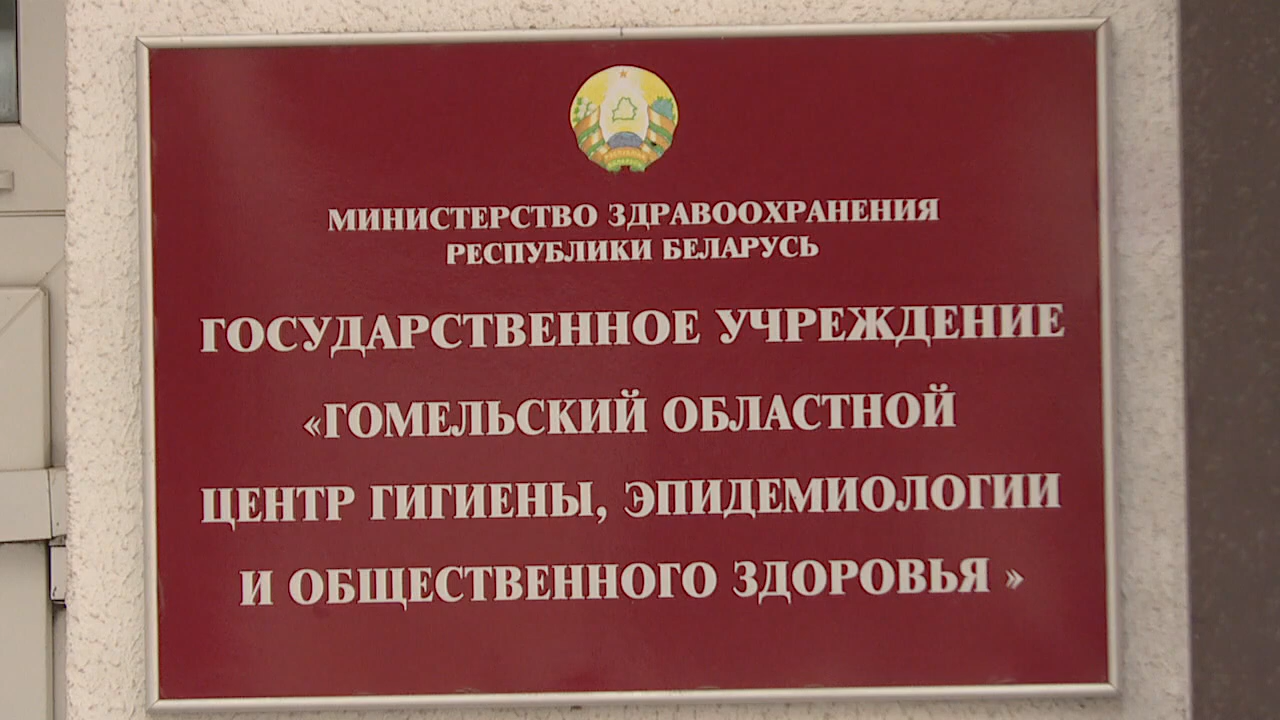 МИНИСТЕРСТВО ЗДРАВООХРАНЕНИЯ
РЕСПУБЛИКИ БЕЛАРУСЬ
ГОСУДАРСТВЕННОЕ УЧРЕЖДЕНИЕ
«ГОМЕЛЬСКИЙ ОБЛАСТНОЙ
ЦЕНТР ГИГИЕНЫ, ЭПИДЕМИОЛОГИИ
И ОБЩЕСТВЕННОГО ЗДОРОВЬЯ »